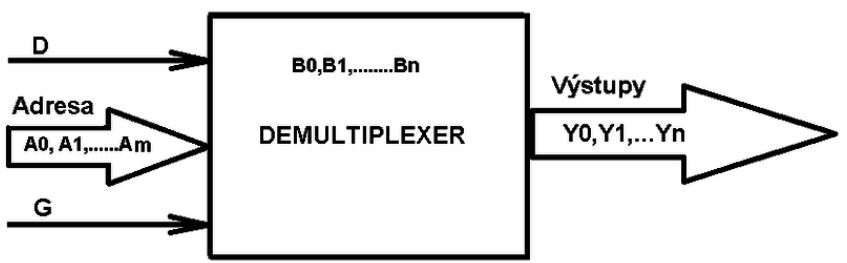 D
B0,B1,........Bn
Výstupy
Adresa
A0, A1,......Am
DEMULTIPLEXER
Y0,Y1,...Yn
G